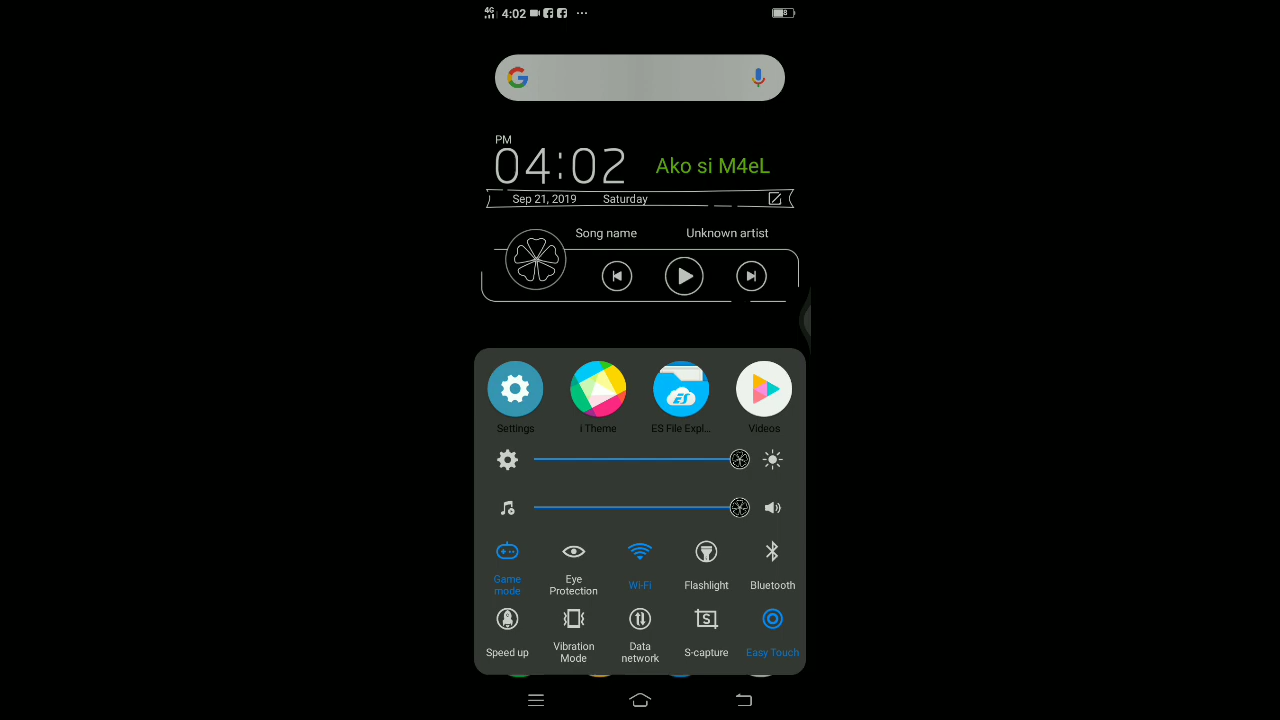 4G 4:02
PM
04:02 Ako si M4eL
Sep 21, 2019 Saturday
Song name Unknown artist
Settings i Theme ES File Expl... Videos
Game mode Eye Protection Wi-Fi Flashlight Bluetooth
Speed up Vibration Mode Data network S-capture Easy Touch